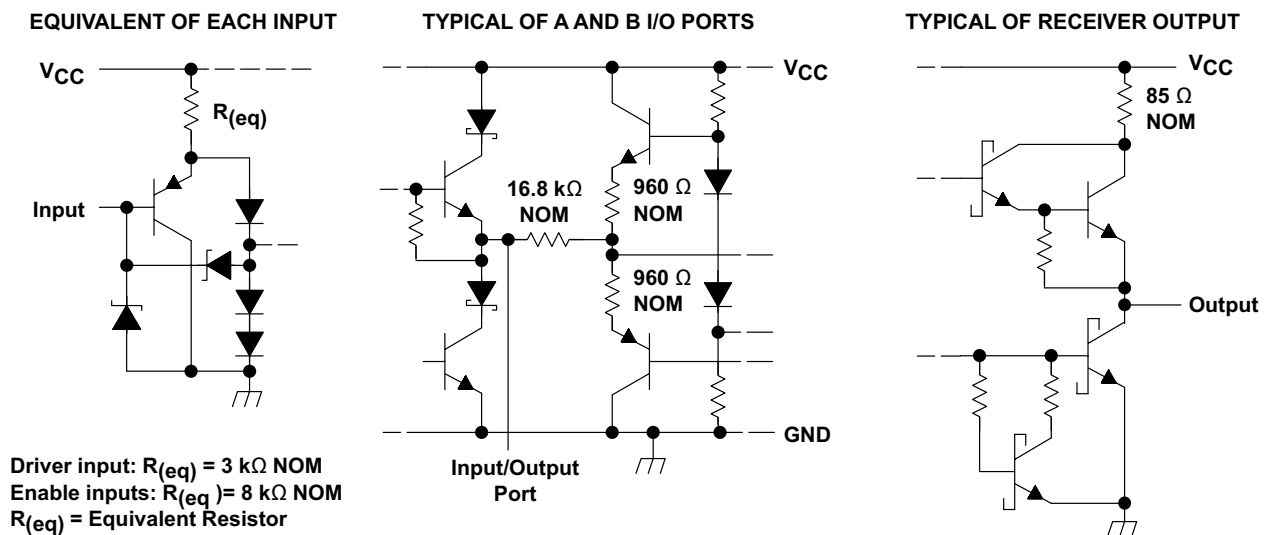 EQUIVALENT OF EACH INPUT
VCC
R(eq)
Input
Driver input: R(eq) = 3 kΩ NOM
Enable inputs: R(eq )= 8 kΩ NOM
R(eq) = Equivalent Resistor
TYPICAL OF A AND B I/O PORTS
VCC
16.8 kΩ
NOM
960 Ω
NOM
960 Ω
NOM
GND
Input/Output
Port
TYPICAL OF RECEIVER OUTPUT
VCC
85 Ω
NOM
Output